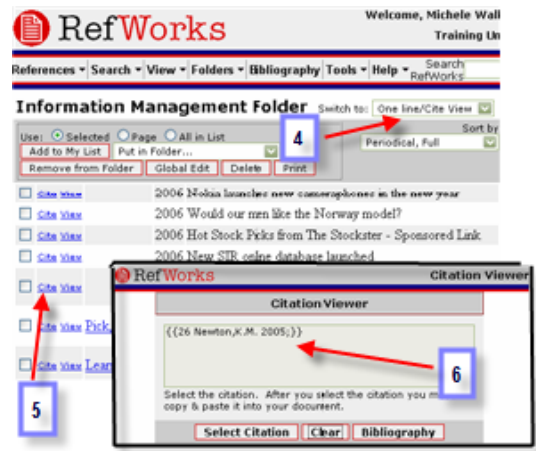 RefWorks
Welcome, Michele Wall
Training Un
References Search View Folders Bibliography Tools Help Search RefWorks
Information Management Folder Switch to: One line/Cite View
4
Sort by
Use: Selected Page All in List
Periodical, Full
Add to My List Put in Folder...
Remove from Folder Global Edit Delete Print
Cite View 2006 Nokia launches new cameraphones in the new year
Cite View 2006 Would our men like the Norway model?
Cite View 2006 Hot Stock Picks from The Stockster - Sponsored Link
Cite View 2006 New SIR online database launched
Cite View
Cite View Pick,
Cite View Lear
5
RefWorks Citation Viewer
Citation Viewer
{{26 Newton,K.M. 2005;}}
6
Select the citation. After you select the citation you m
copy & paste it into your document.
Select Citation Clear Bibliography